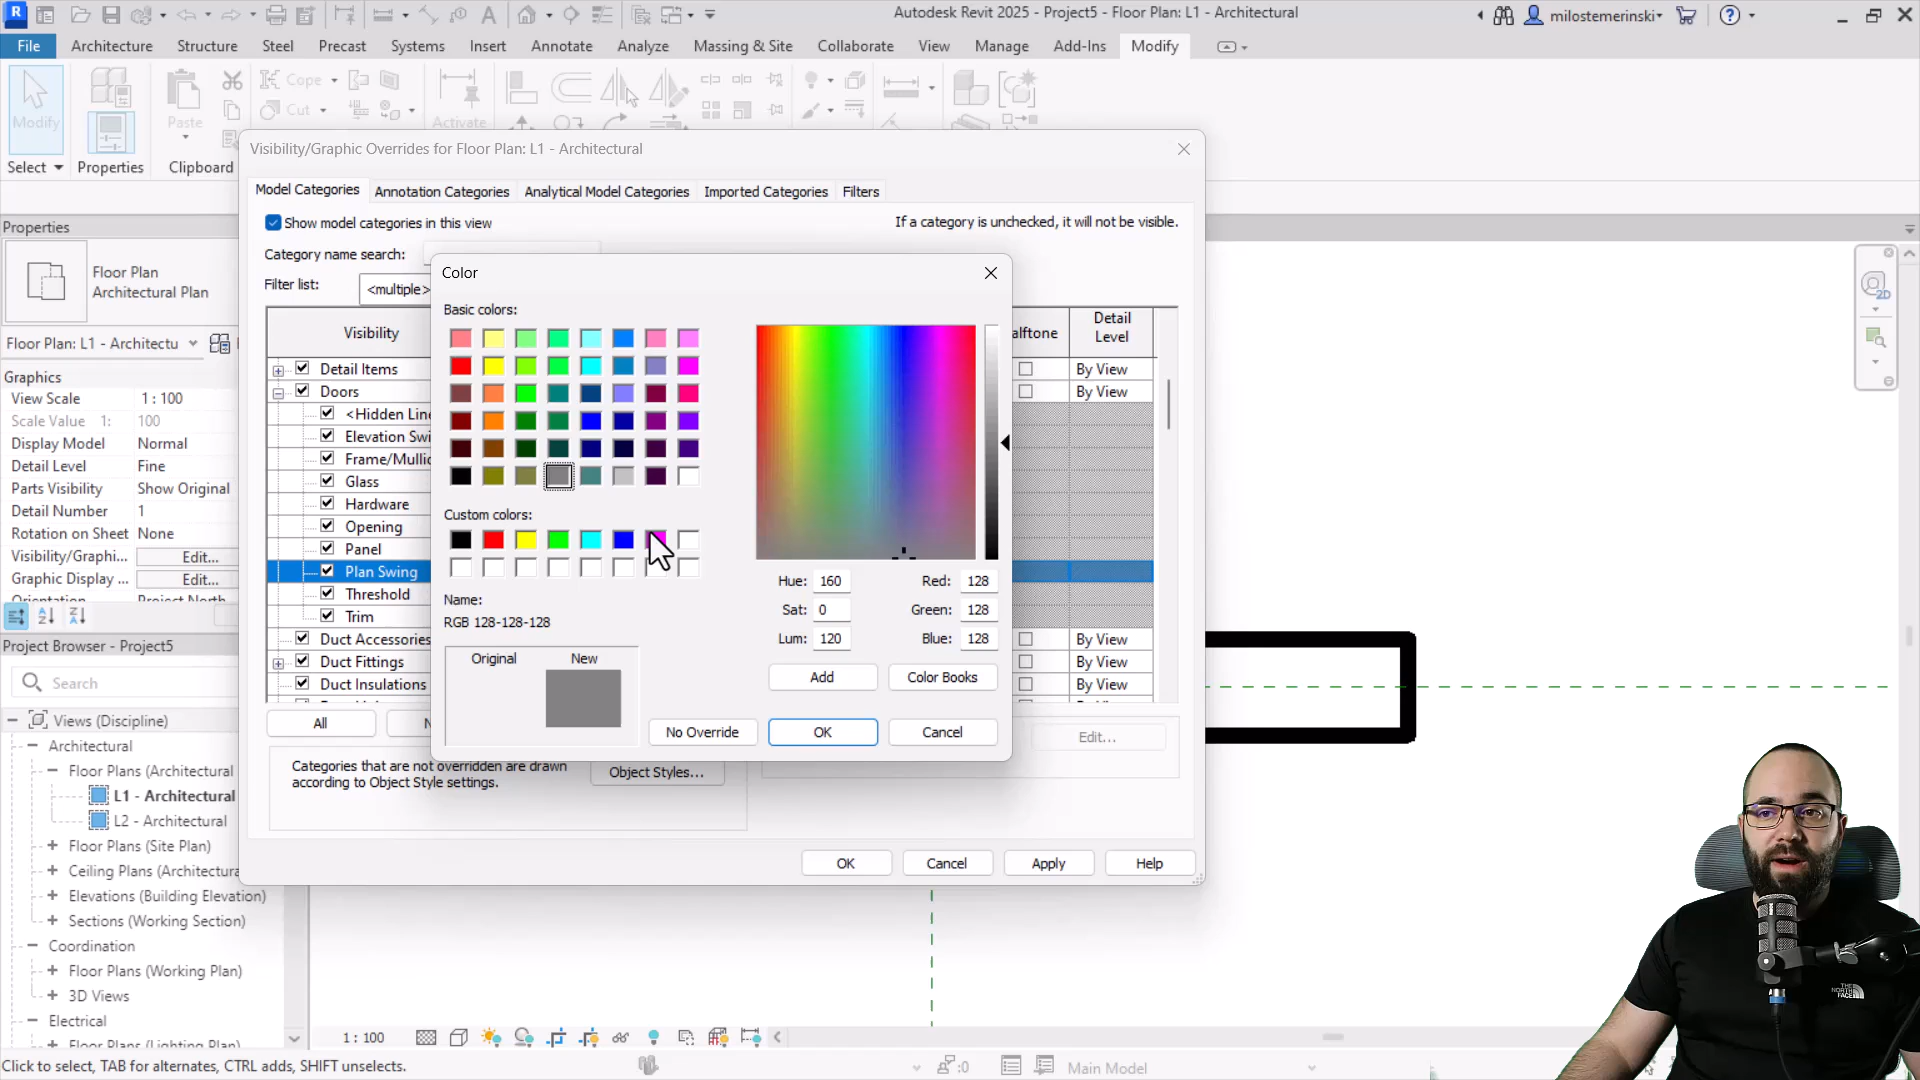 Autodesk Revit 2025 - Project5 - Floor Plan: L1 - Architectural
milostemerinski
File
Architecture
Structure
Steel
Precast
Systems
Insert
Annotate
Analyze
Massing & Site
Collaborate
View
Manage
Add-Ins
Modify
Modify
Paste
Cope
Cut
Activate
Select
Properties
Clipboard
Visibility/Graphic Overrides for Floor Plan: L1 - Architectural
Model Categories
Annotation Categories
Analytical Model Categories
Imported Categories
Filters
Show model categories in this view
If a category is unchecked, it will not be visible.
Category name search:
Filter list:
<multiple>
Visibility
alftone
Detail
Level
Detail Items
By View
Doors
By View
<Hidden Line
Elevation Swi
Frame/Mullic
Glass
Hardware
Opening
Panel
Plan Swing
Threshold
Trim
Duct Accessories
By View
Duct Fittings
By View
Duct Insulations
By View
All
N
Edit...
Categories that are not overridden are drawn
according to Object Style settings.
Object Styles...
OK
Cancel
Apply
Help
Color
Basic colors:
Custom colors:
Name:
RGB 128-128-128
Original
New
Hue: 160
Red: 128
Sat: 0
Green: 128
Lum: 120
Blue: 128
Add
Color Books
No Override
OK
Cancel
Properties
Floor Plan
Architectural Plan
Floor Plan: L1 - Architectu
Graphics
View Scale 1 : 100
Scale Value 1: 100
Display Model Normal
Detail Level Fine
Parts Visibility Show Original
Detail Number 1
Rotation on Sheet None
Visibility/Graphi... Edit...
Graphic Display ... Edit...
Orientation Project North
Project Browser - Project5
Search
Views (Discipline)
Architectural
Floor Plans (Architectural
L1 - Architectural
L2 - Architectural
Floor Plans (Site Plan)
Ceiling Plans (Architectura
Elevations (Building Elevation)
Sections (Working Section)
Coordination
Floor Plans (Working Plan)
3D Views
Electrical
Floor Plans (Lighting Plan)
2D
1 : 100
Click to select, TAB for alternates, CTRL adds, SHIFT unselects.
:0
Main Model
THE
NORTH
FACE